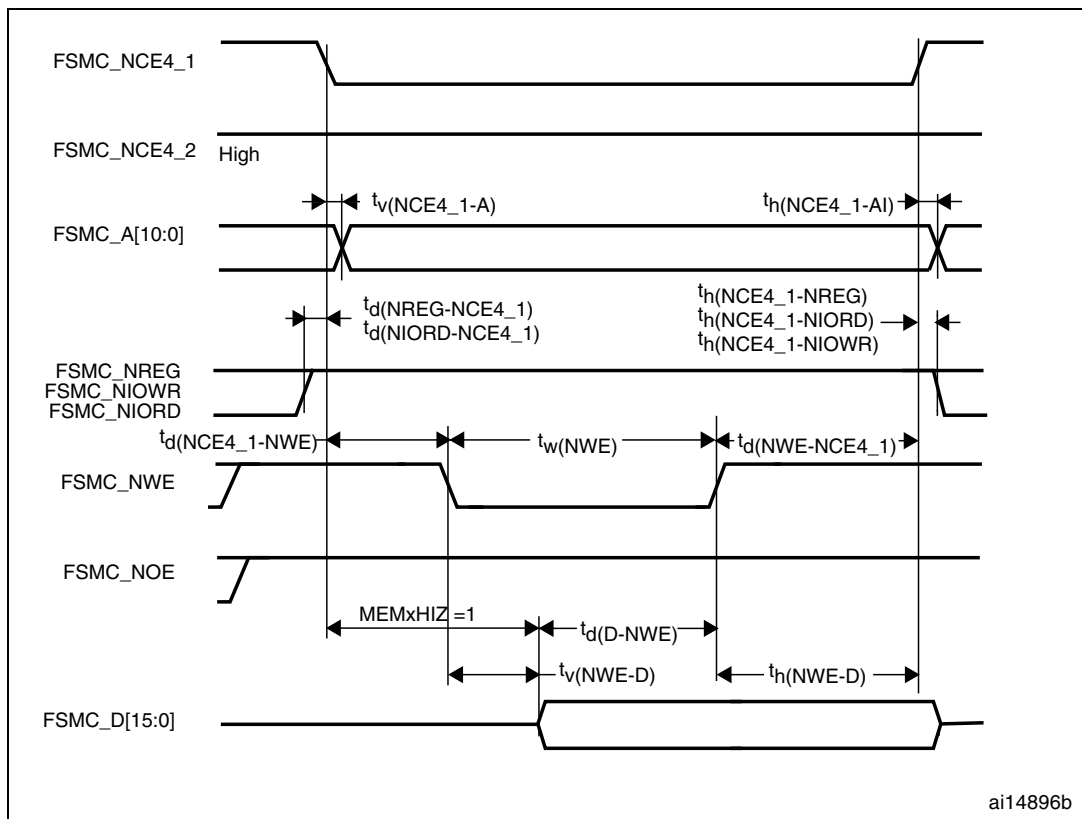 FSMC_NCE4_1
FSMC_NCE4_2 High
tv(NCE4_1-A)
th(NCE4_1-AI)
FSMC_A[10:0]
td(NREG-NCE4_1)
td(NIORD-NCE4_1)
th(NCE4_1-NREG)
th(NCE4_1-NIORD)
th(NCE4_1-NIOWR)
FSMC_NREG
FSMC_NIOWR
FSMC_NIORD
td(NCE4_1-NWE)
tw(NWE)
td(NWE-NCE4_1)
FSMC_NWE
FSMC_NOE
MEMxHIZ =1
td(D-NWE)
tv(NWE-D)
th(NWE-D)
FSMC_D[15:0]
ai14896b